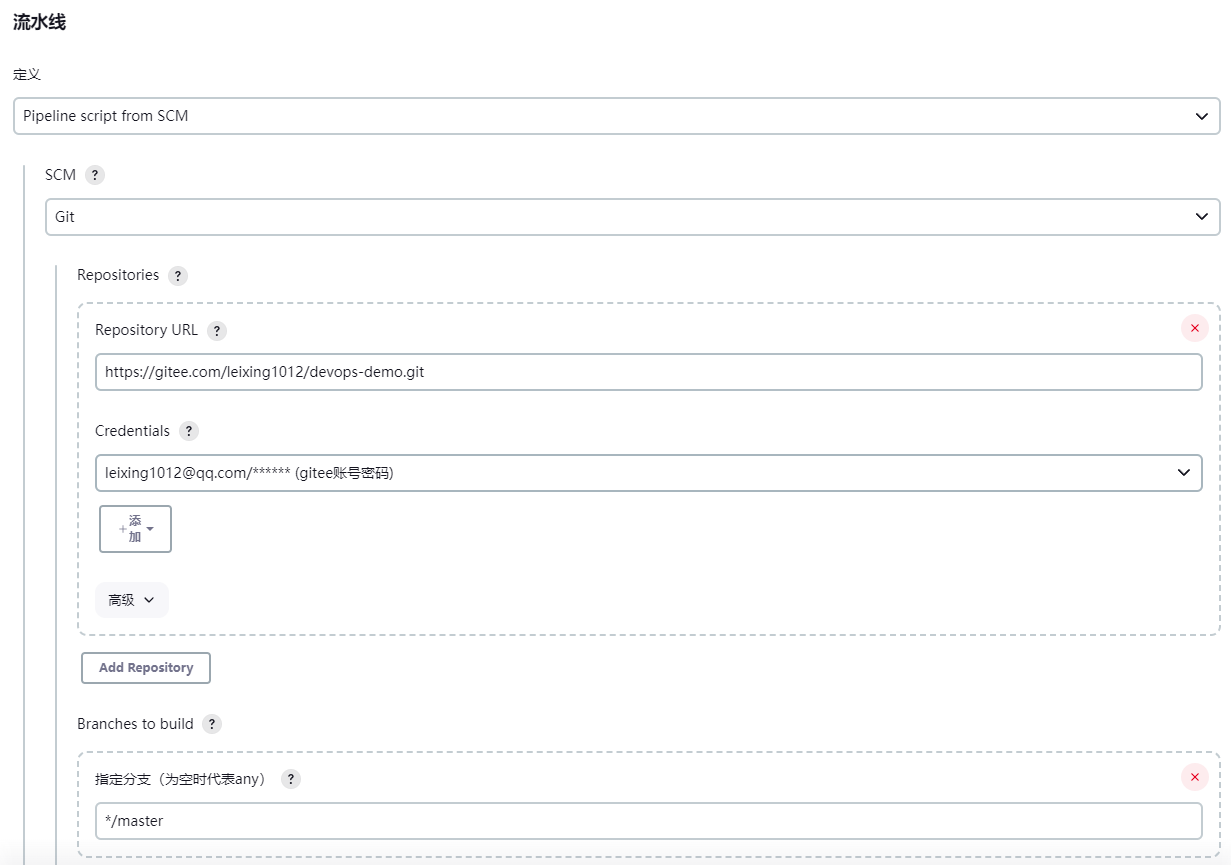 流水线
定义
Pipeline script from SCM
SCM ?
Git
Repositories ?
Repository URL ?
https://gitee.com/leixing1012/devops-demo.git
Credentials ?
leixing1012@qq.com/****** (gitee账号密码)
+添
加
高级
Add Repository
Branches to build ?
指定分支（为空时代表any） ?
*/master